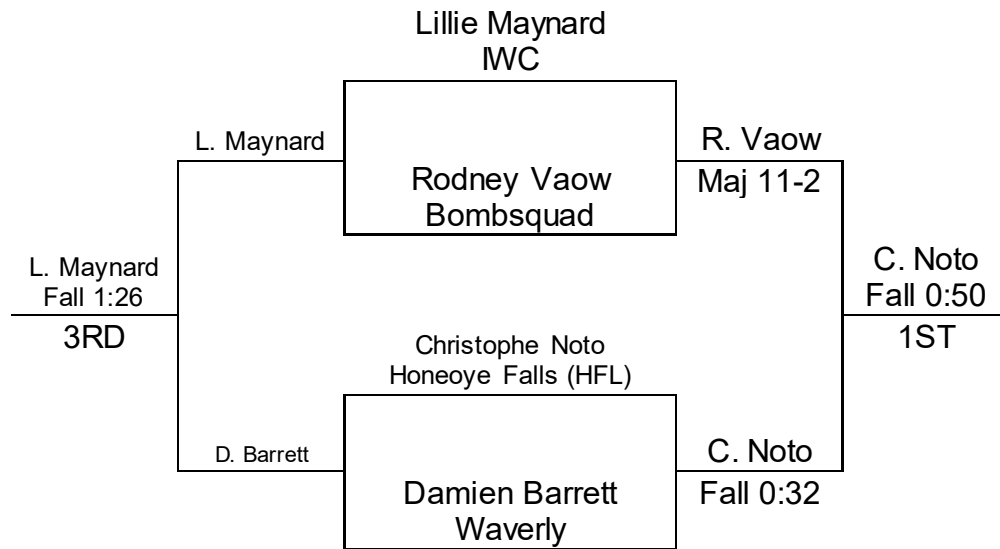 Lillie Maynard
IWC
L. Maynard
R. Vaow
Maj 11-2
Rodney Vaow
Bombsquad
L. Maynard
Fall 1:26
3RD
C. Noto
Fall 0:50
1ST
Christophe Noto
Honeoye Falls (HFL)
D. Barrett
C. Noto
Fall 0:32
Damien Barrett
Waverly